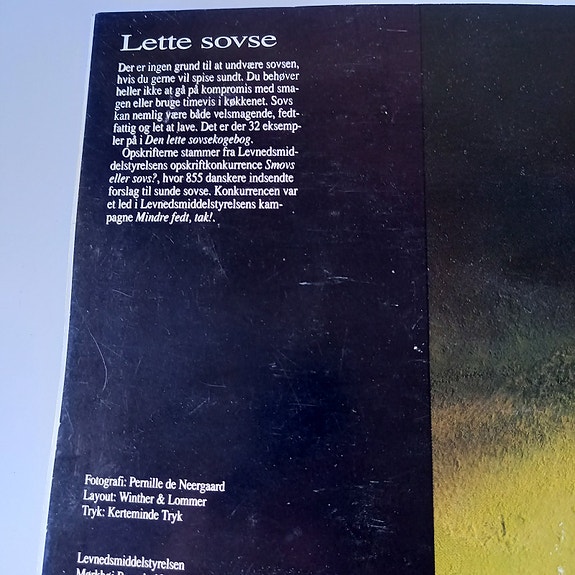 Lette sovse
Der er ingen grund til at undvære sovsen,
hvis du gerne vil spise sundt. Du behøver
heller ikke at gå på kompromis med sma-
gen eller bruge timevis i køkkenet. Sovs
kan nemlig være både velsmagende, fedt-
fattig og let at lave. Det er der 32 eksemp-
ler på i Den lette sovsekogebog.
Opskrifterne stammer fra Levnedsmid-
delstyrelsens opskriftkonkurrence Smovs
eller sovs?, hvor 855 danskere indsendte
forslag til sunde sovse. Konkurrencen var
et led i Levnedsmiddelstyrelsens kam-
pagne Mindre fedt, tak!.
Fotografi: Pernille de Neergaard
Layout: Winther & Lommer
Tryk: Kerteminde Tryk
Levnedsmiddelstyrelsen
Mørkhøj